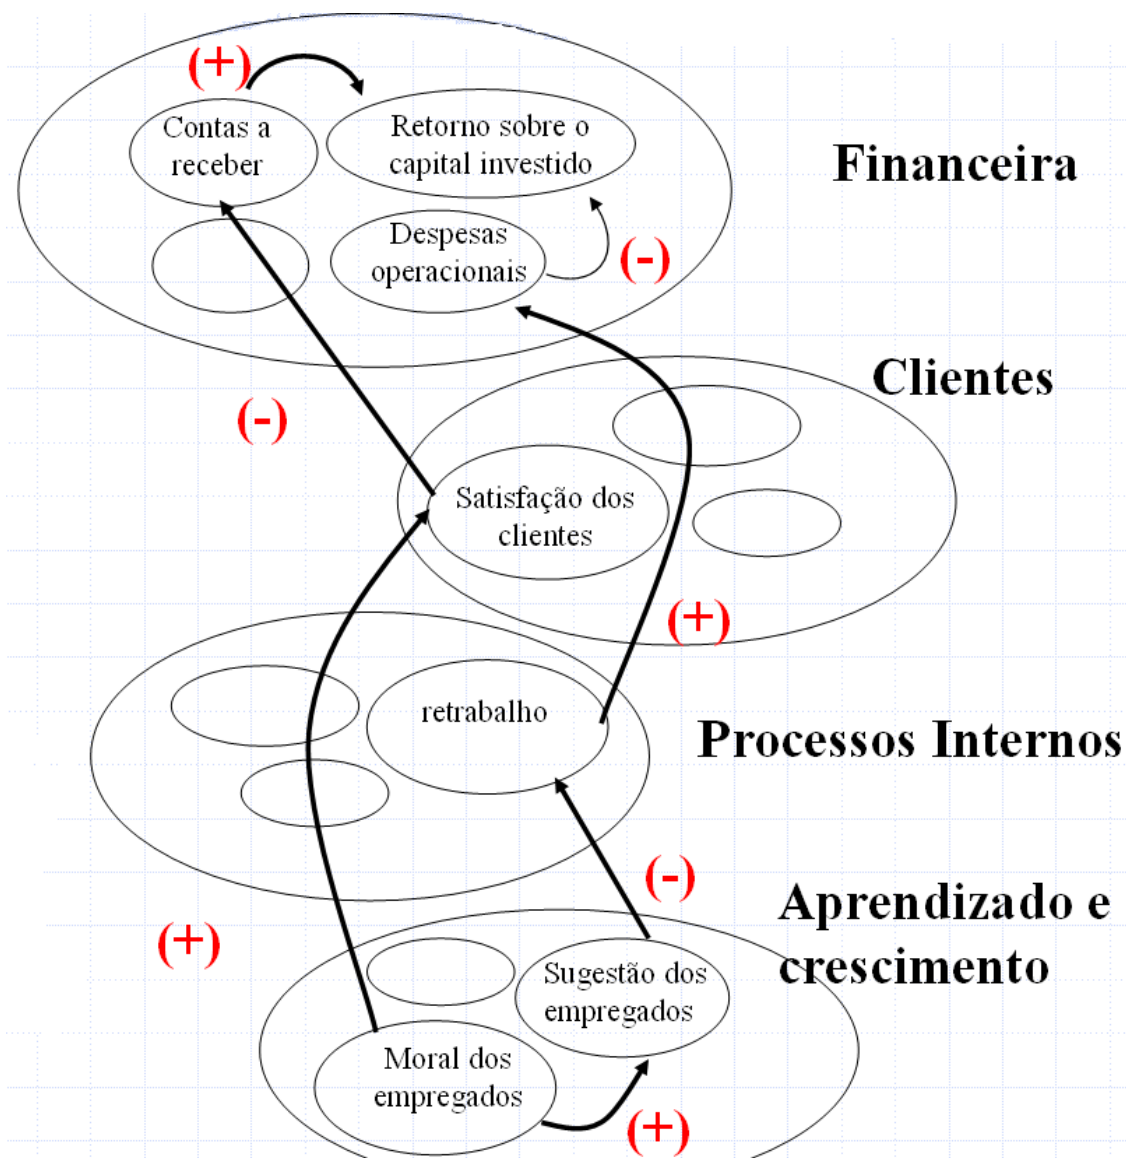 (+)
Contas a
receber
Retorno sobre o
capital investido
Financeira
Despesas
operacionais
(-)
Clientes
(-)
Satisfação dos
clientes
(+)
retrabalho
Processos Internos
(-)
Aprendizado e
crescimento
(+)
Sugestão dos
empregados
Moral dos
empregados
(+)